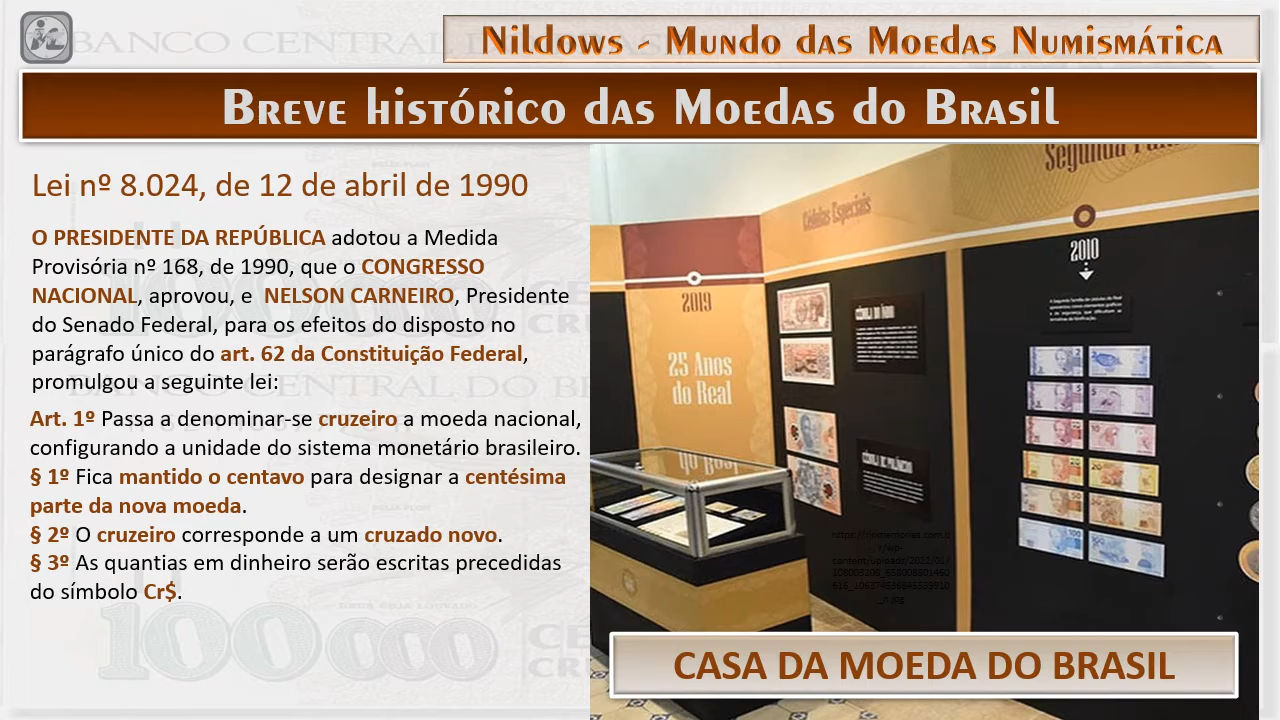 BANCO CENTRAL
Nildows - Mundo das Moedas Numismática
Breve histórico das Moedas do Brasil
Lei nº 8.024, de 12 de abril de 1990
O PRESIDENTE DA REPÚBLICA adotou a Medida
Provisória nº 168, de 1990, que o CONGRESSO
NACIONAL, aprovou, e NELSON CARNEIRO, Presidente
do Senado Federal, para os efeitos do disposto no
parágrafo único do art. 62 da Constituição Federal,
promulgou a seguinte lei:
Art. 1º Passa a denominar-se cruzeiro a moeda nacional,
configurando a unidade do sistema monetário brasileiro.
§ 1º Fica mantido o centavo para designar a centésima
parte da nova moeda.
§ 2º O cruzeiro corresponde a um cruzado novo.
§ 3º As quantias em dinheiro serão escritas precedidas
do símbolo Cr$.
100000
Segunda
Cédulas Especiais
2010
2019
25 Anos
do Real
CASA DA MOEDA DO BRASIL